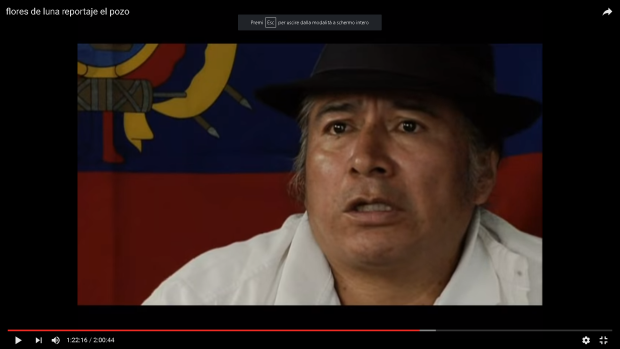 flores de luna reportaje el pozo
Premi Esc per uscire dalla modalità a schermo intero
1:22:16 / 2:00:44